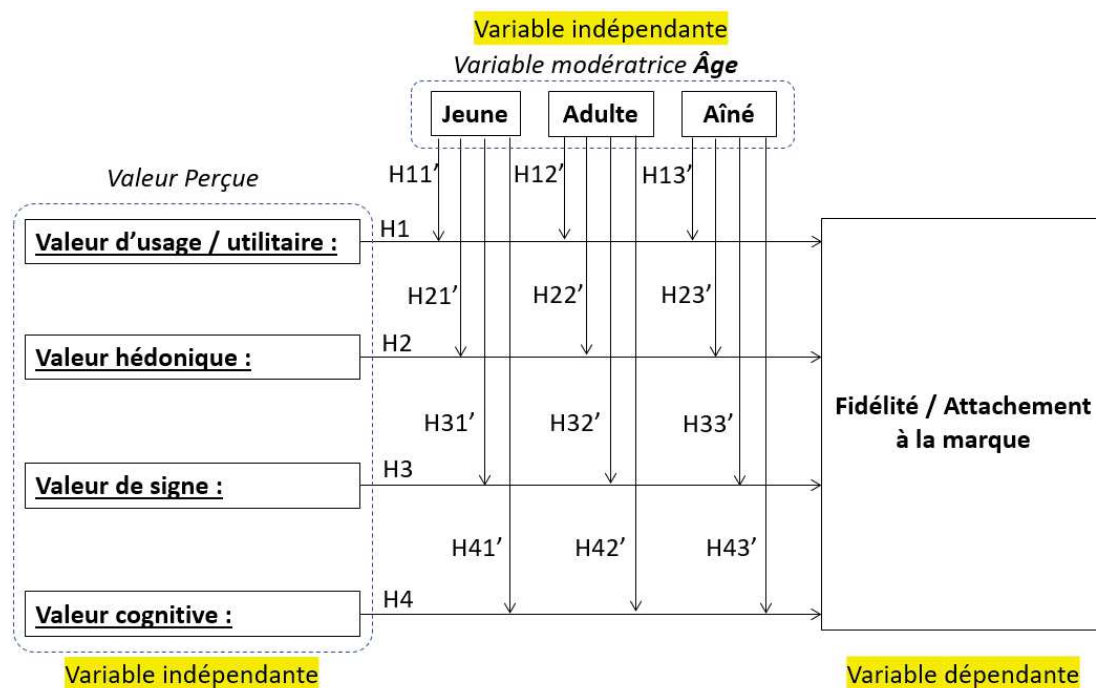 Variable indépendante
Variable modératrice Âge
Jeune
Adulte
Aîné
Valeur Perçue
H11’
H12’
H13’
Valeur d’usage / utilitaire :
H1
H21’
H22’
H23’
Valeur hédonique :
H2
H31’
H32’
H33’
Fidélité / Attachement
à la marque
Valeur de signe :
H3
H41’
H42’
H43’
Valeur cognitive :
H4
Variable indépendante
Variable dépendante